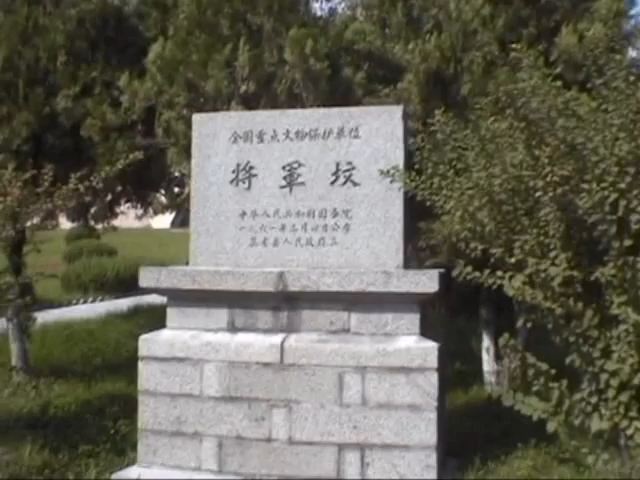 全国重点文物保护单位
将軍坟
中华人民共和国国务院
一九六一年三月四日公布
集安县人民政府立